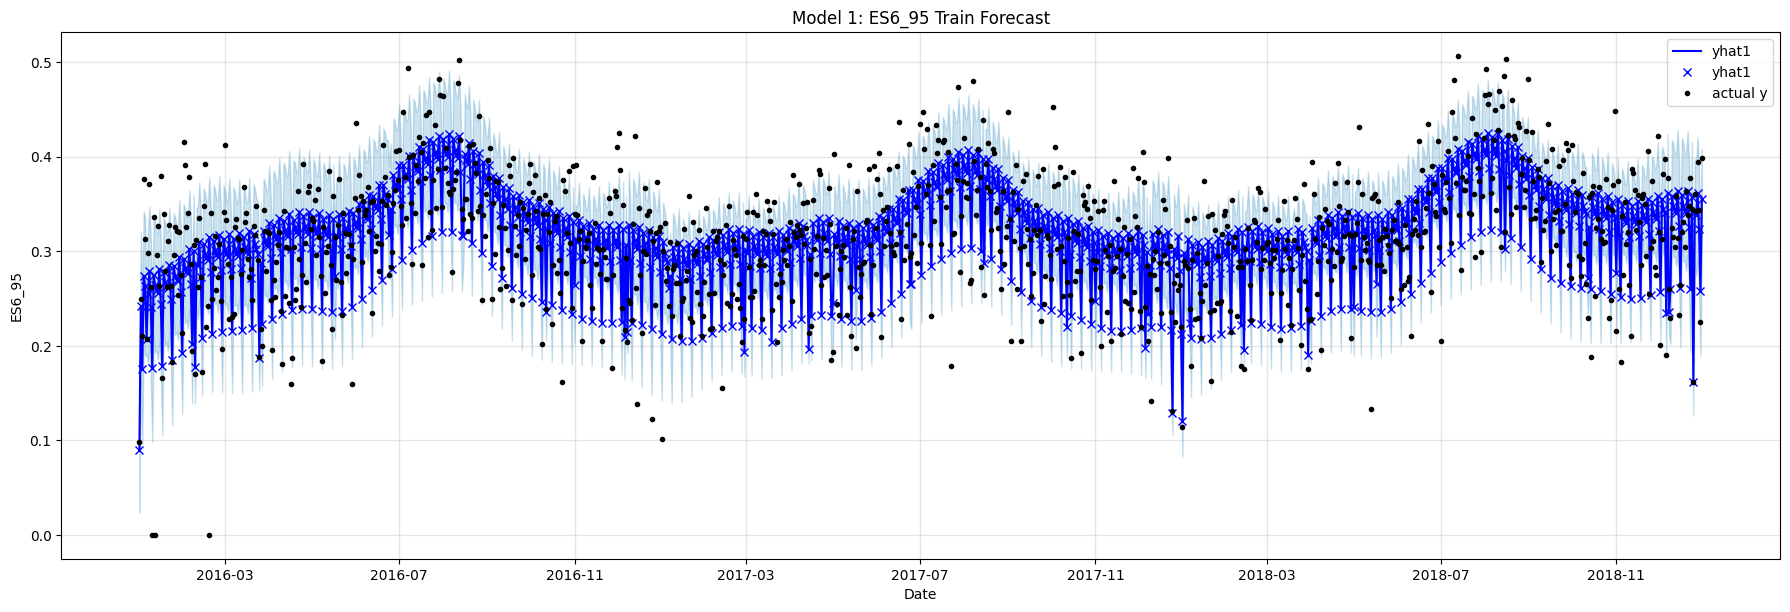 Model 1: ES6_95 Train Forecast
yhat1
yhat1
actual y
ES6_95
0.5
0.4
0.3
0.2
0.1
0.0
2016-03 2016-07 2016-11 2017-03 2017-07 2017-11 2018-03 2018-07 2018-11
Date